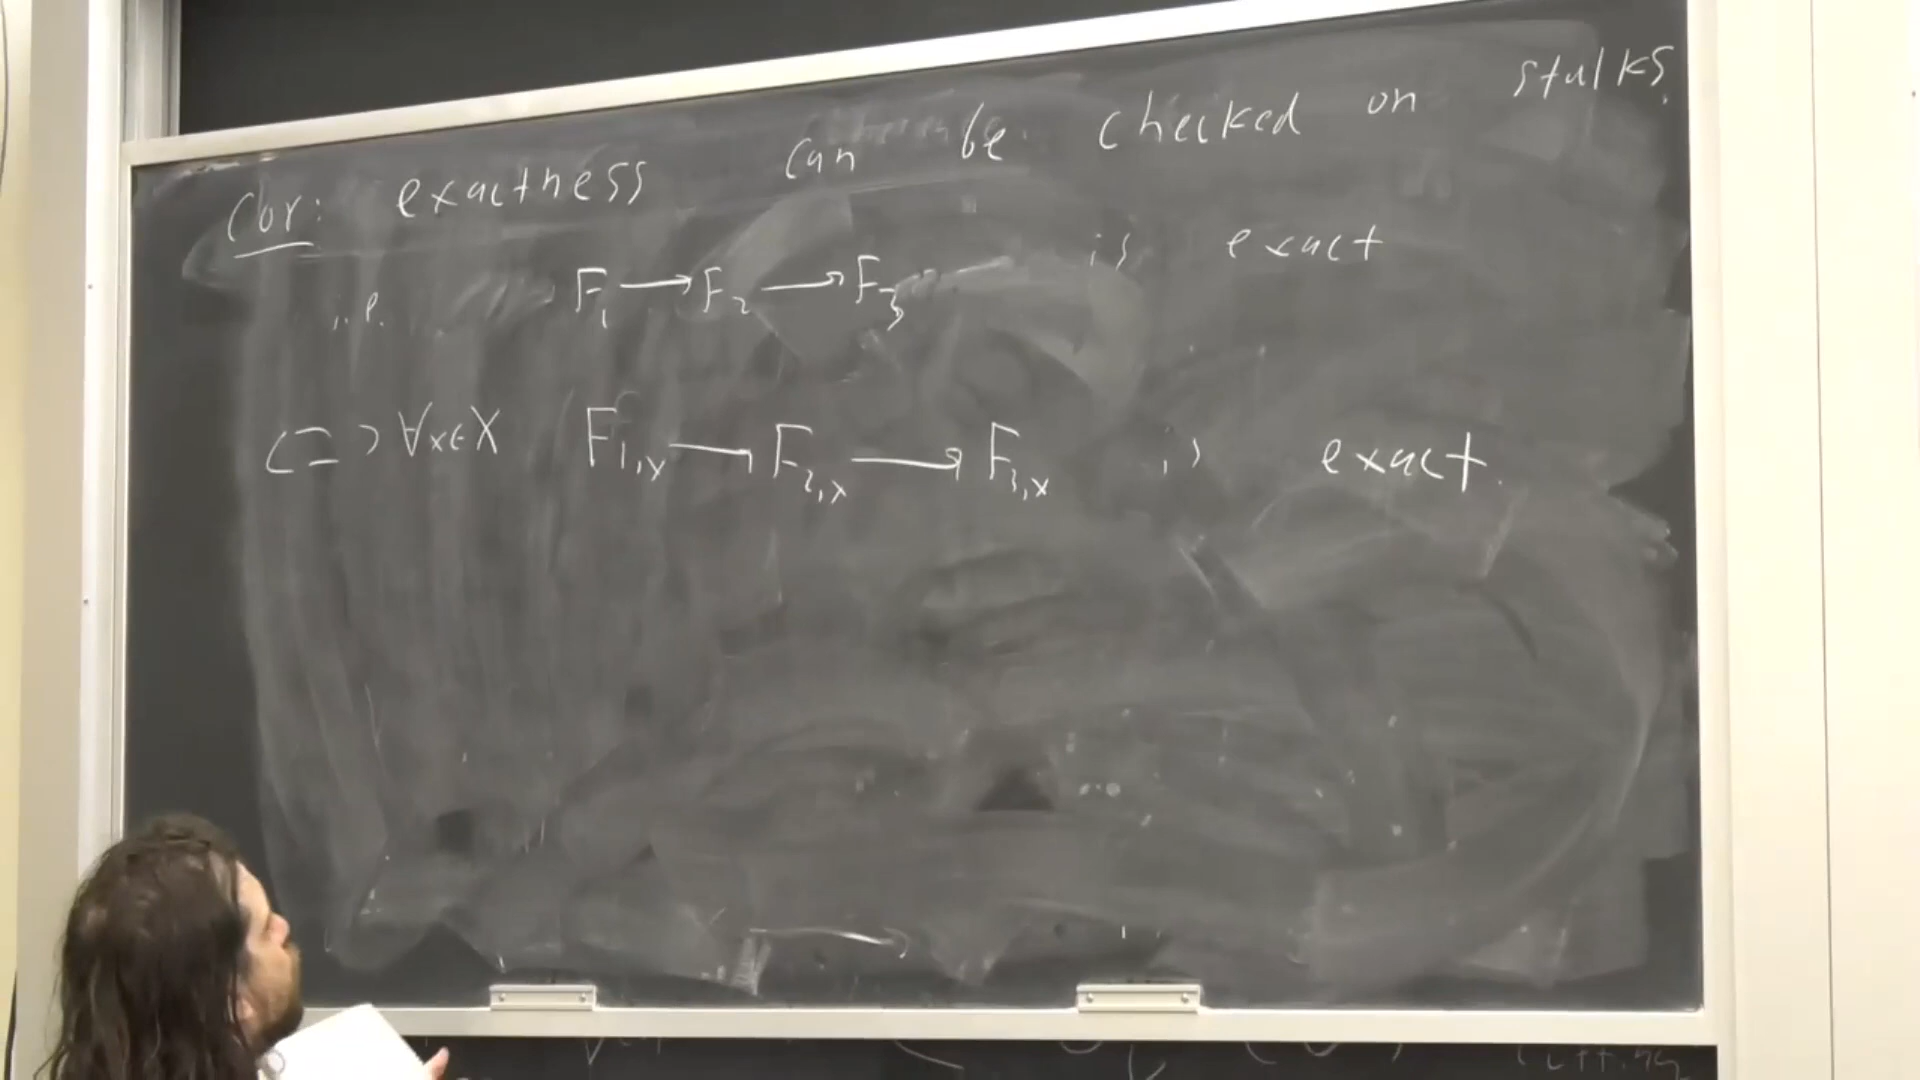 Cor: exactness can be checked on stalks.
i.e. F₁ → F₂ → F₃ is exact
⟺ ∀x∈X F₁,ₓ → F₂,ₓ → F₃,ₓ is exact.